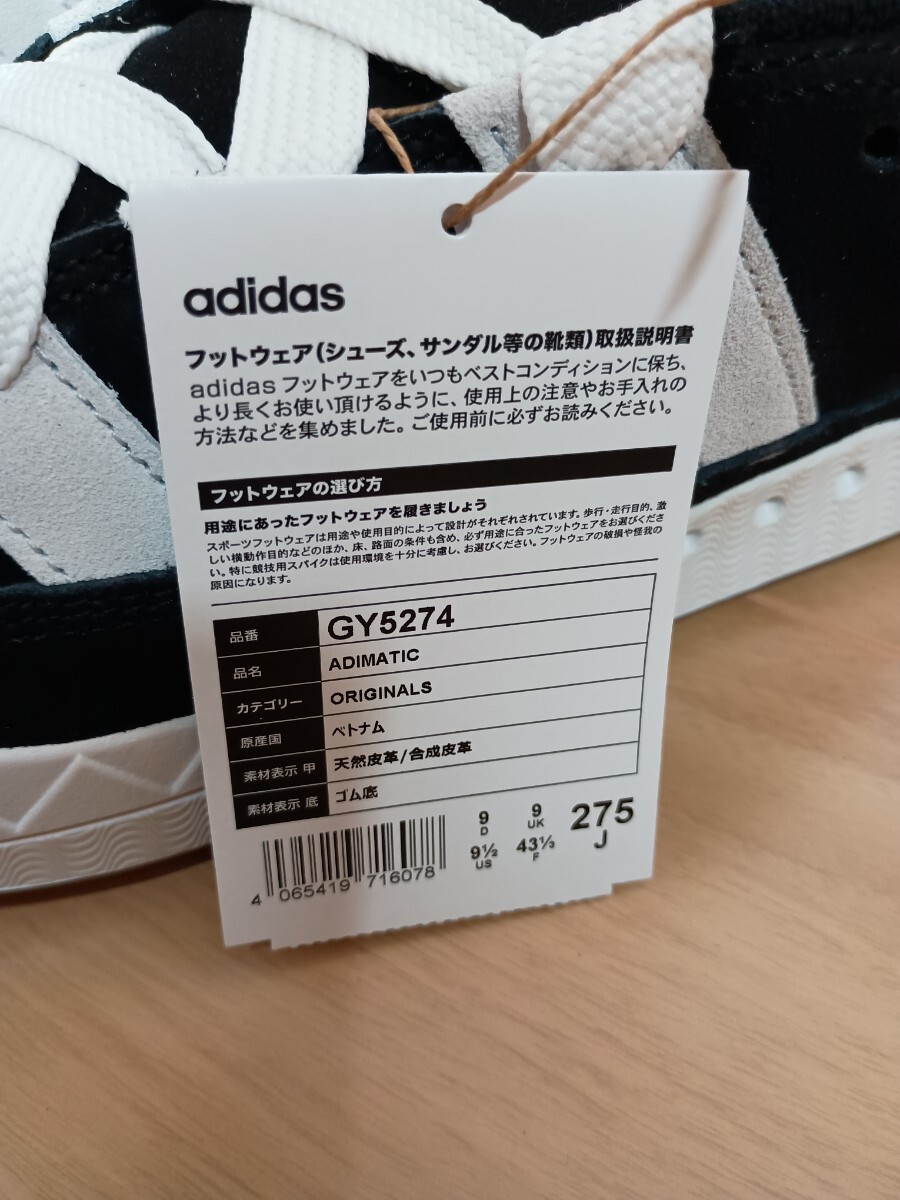 adidas
フットウェア(シューズ、サンダル等の靴類)取扱説明書
adidas フットウェアをいつもベストコンディションに保ち、
より長くお使い頂けるように、使用上の注意やお手入れの
方法などを集めました。ご使用前に必ずお読みください。
フットウェアの選び方
用途にあったフットウェアを履きましょう
スポーツフットウェアは用途や使用目的によって設計がそれぞれされています。歩行・走行目的、激
しい横動作目的などのほか、床、路面の条件も含め、必ず用途に合ったフットウェアをお選びくださ
い。特に競技用スパイクは使用環境を十分に考慮し、お選びください。フットウェアの破損や怪我の
原因になります。
品番 GY5274
品名 ADIMATIC
カテゴリー ORIGINALS
原産国 ベトナム
素材表示 甲 天然皮革/合成皮革
素材表示 底 ゴム底
9 9 275
D UK J
9½ 43⅓
US F
4 065419 716078